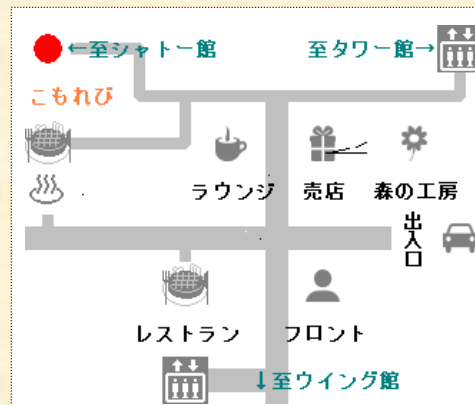 ←至シャトー館
至タワー館→
こもれび
ラウンジ
売店
森の工房
出入口
レストラン
フロント
↓至ウイング館